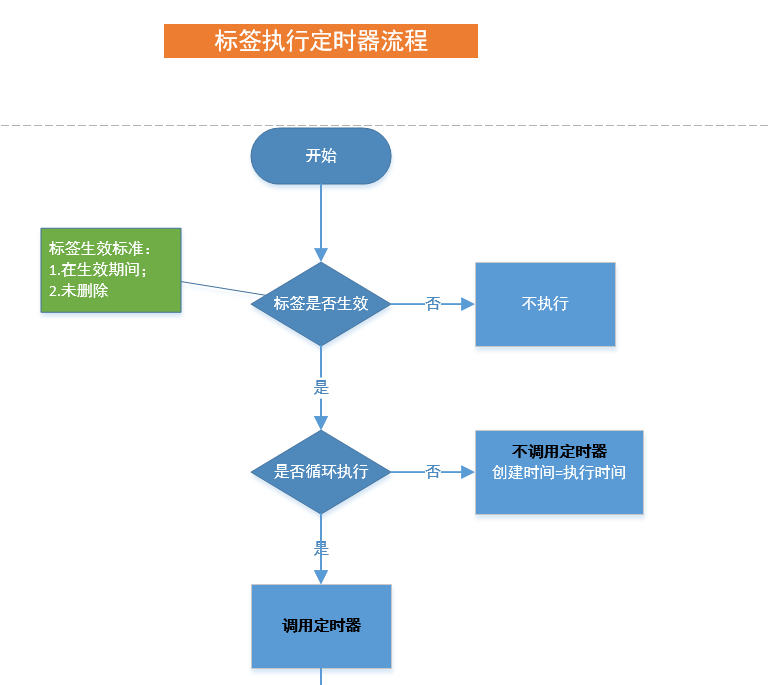 标签执行定时器流程
开始
标签生效标准：
1.在生效期间；
2.未删除
标签是否生效
否
不执行
是
是否循环执行
否
不调用定时器
创建时间=执行时间
是
调用定时器